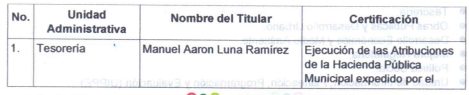 No. Unidad Administrativa Nombre del Titular Certificación
1. Tesorería Manuel Aaron Luna Ramírez Ejecución de las Atribuciones
de la Hacienda Pública
Municipal expedido por el